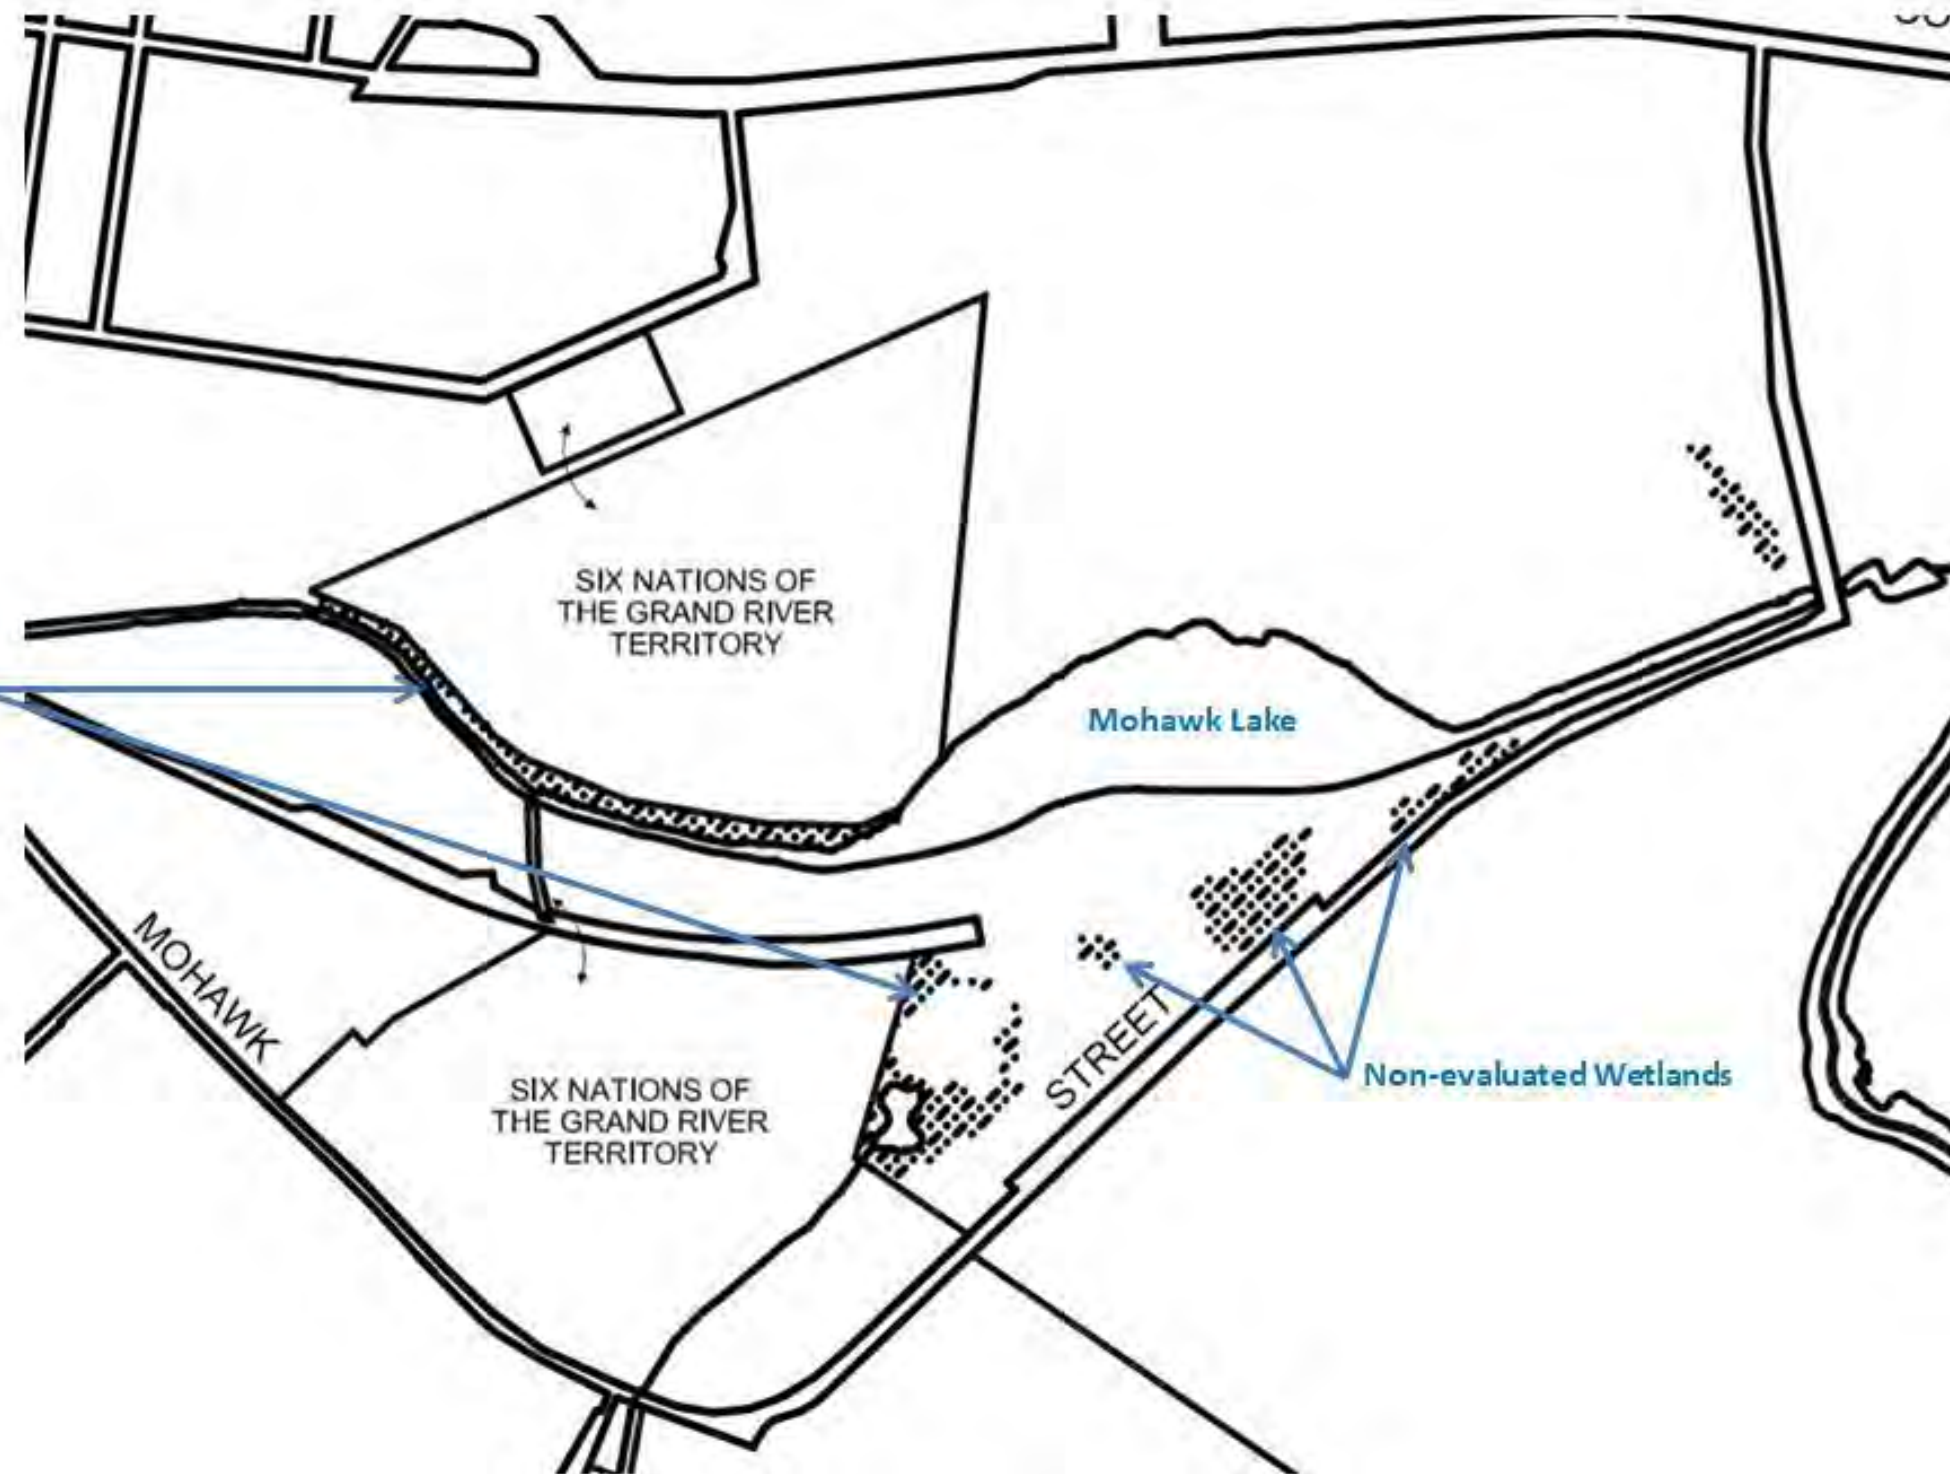 SIX NATIONS OF
THE GRAND RIVER
TERRITORY
Mohawk Lake
MOHAWK
STREET
Non-evaluated Wetlands
SIX NATIONS OF
THE GRAND RIVER
TERRITORY